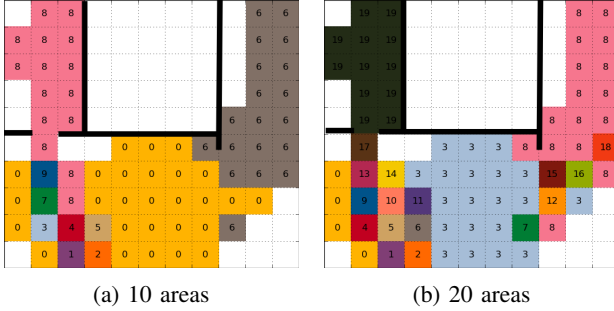 8 8 6 6
8 8 8 6 6
8 8 8 6 6
8 8 6 6
8 8 6 6 6
8 0 0 0 6 6 6 6
0 9 8 0 0 0 0 0 6 6 6
0 7 8 0 0 0 0 0 0 0
0 3 4 5 0 0 0 0 6
0 1 2 0 0 0 0
(a) 10 areas
19 19 8 8
19 19 19 8 8
19 19 19 8 8
19 19 8 8
19 19 8 8 8
17 3 3 3 8 8 8 18
0 13 14 3 3 3 3 3 15 16 8
0 9 10 11 3 3 3 3 12 3
0 4 5 6 3 3 3 7 8
0 1 2 3 3 3 3
(b) 20 areas